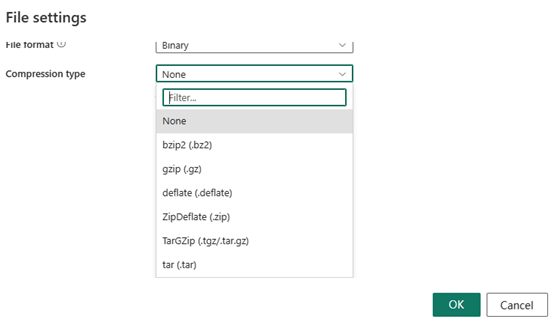 File settings
File format
Binary
Compression type
None
Filter...
None
bzip2 (.bz2)
gzip (.gz)
deflate (.deflate)
ZipDeflate (.zip)
TarGZip (.tgz/.tar.gz)
tar (.tar)
OK
Cancel